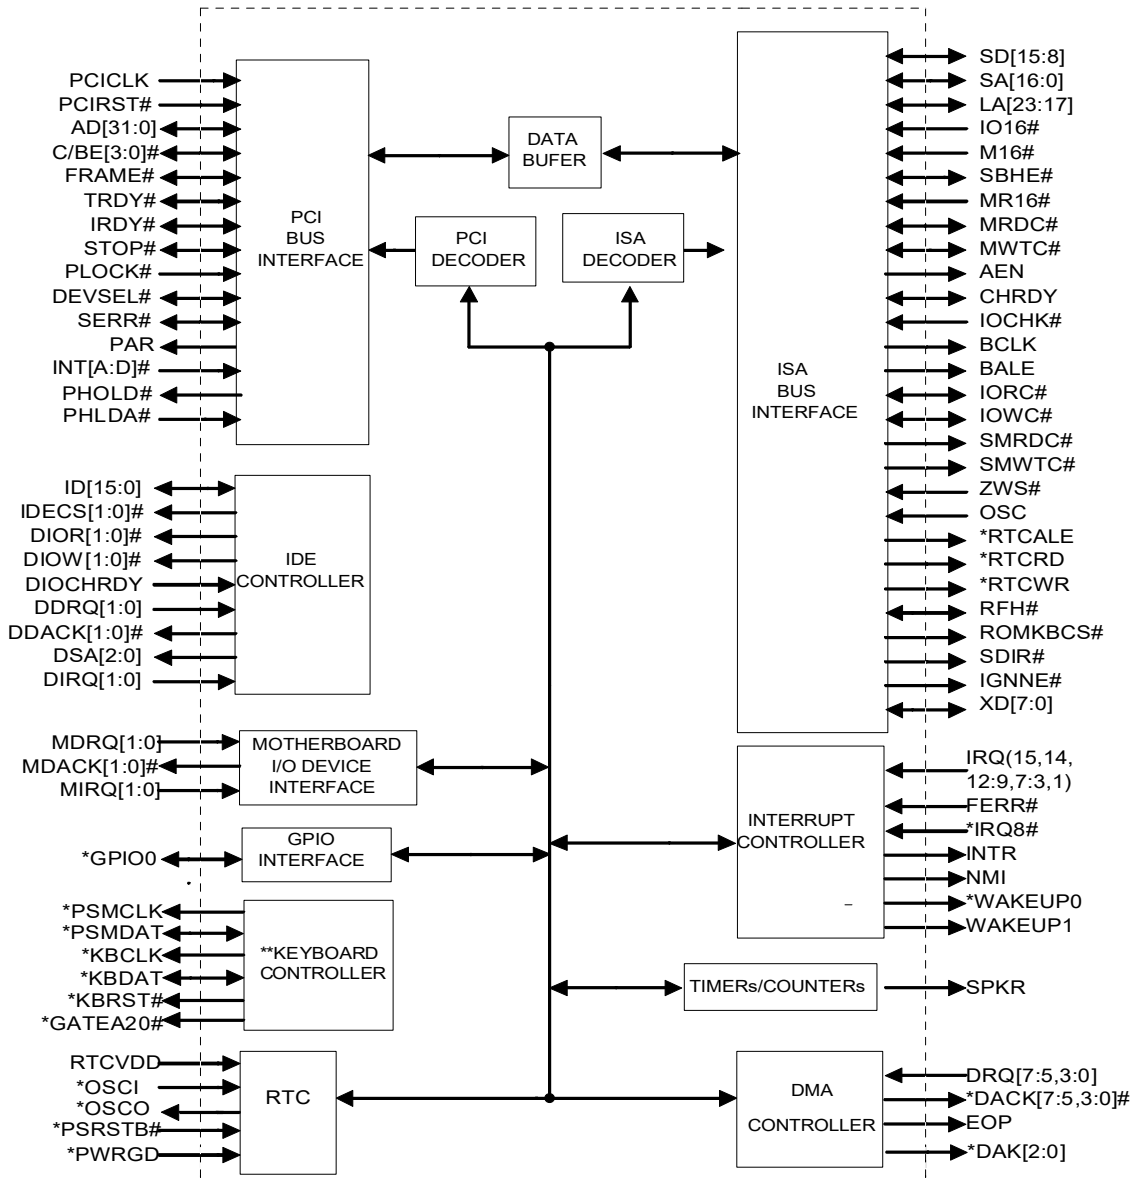 PCICLK
PCIRST#
AD[31:0]
C/BE[3:0]#
FRAME#
TRDY#
IRDY#
STOP#
PLOCK#
DEVSEL#
SERR#
PAR
INT[A:D]#
PHOLD#
PHLDA#
PCI
BUS
INTERFACE
DATA
BUFER
PCI
DECODER
ISA
DECODER
ISA
BUS
INTERFACE
SD[15:8]
SA[16:0]
LA[23:17]
IO16#
M16#
SBHE#
MR16#
MRDC#
MWTC#
AEN
CHRDY
IOCHK#
BCLK
BALE
IORC#
IOWC#
SMRDC#
SMWTC#
ZWS#
OSC
*RTCALE
*RTCRD
*RTCWR
RFH#
ROMKBCS#
SDIR#
IGNNE#
XD[7:0]
ID[15:0]
IDECS[1:0]#
DIOR[1:0]#
DIOW[1:0]#
DIOCHRDY
DDRQ[1:0]
DDACK[1:0]#
DSA[2:0]
DIRQ[1:0]
IDE
CONTROLLER
MDRQ[1:0]
MDACK[1:0]#
MIRQ[1:0]
MOTHERBOARD
I/O DEVICE
INTERFACE
*GPIO0
GPIO
INTERFACE
*PSMCLK
*PSMDAT
*KBCLK
*KBDAT
*KBRST#
*GATEA20#
**KEYBOARD
CONTROLLER
RTCVDD
*OSCI
*OSCO
*PSRSTB#
*PWRGD
RTC
INTERRUPT
CONTROLLER
IRQ(15,14,
12:9,7:3,1)
FERR#
*IRQ8#
INTR
NMI
*WAKEUP0
WAKEUP1
TIMERs/COUNTERs
SPKR
DMA
CONTROLLER
DRQ[7:5,3:0]
*DACK[7:5,3:0]#
EOP
*DAK[2:0]